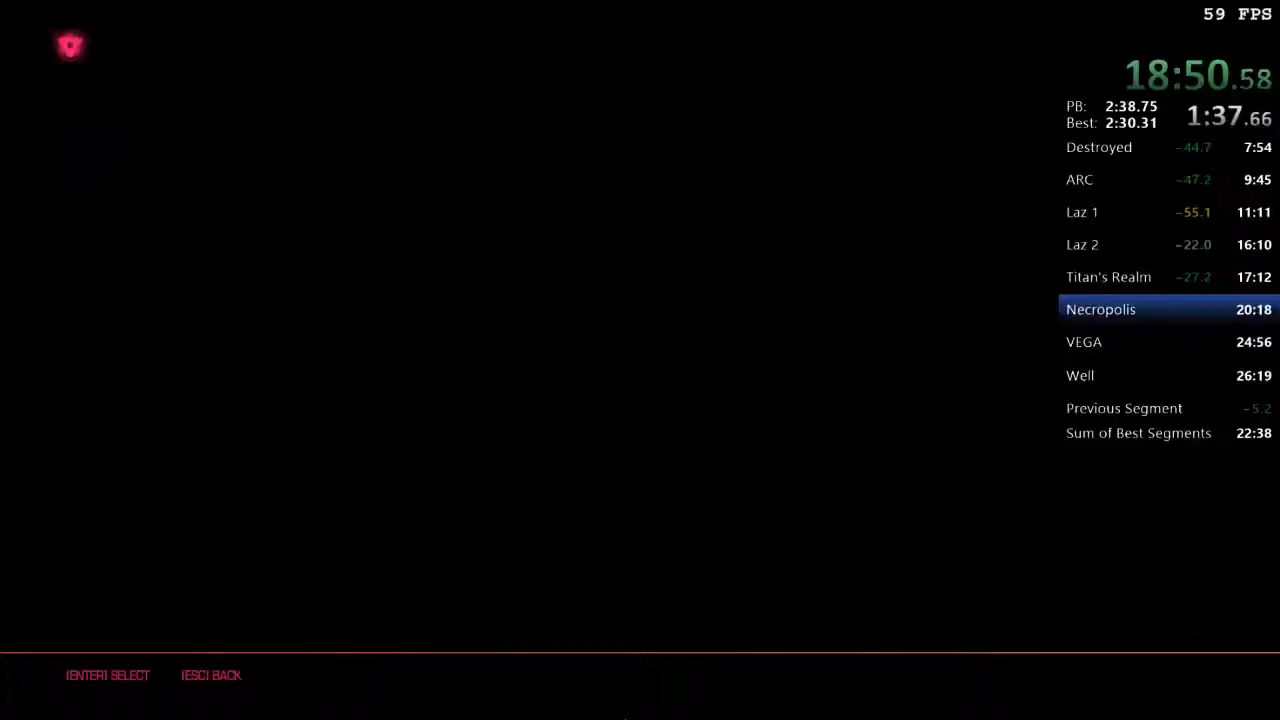 59 FPS
18:50.58
PB: 2:38.75
Best: 2:30.31
1:37.66
Destroyed -44.7 7:54
ARC -47.2 9:45
Laz 1 -55.1 11:11
Laz 2 -22.0 16:10
Titan's Realm -27.2 17:12
Necropolis 20:18
VEGA 24:56
Well 26:19
Previous Segment -5.2
Sum of Best Segments 22:38
[ENTER] SELECT [ESC] BACK